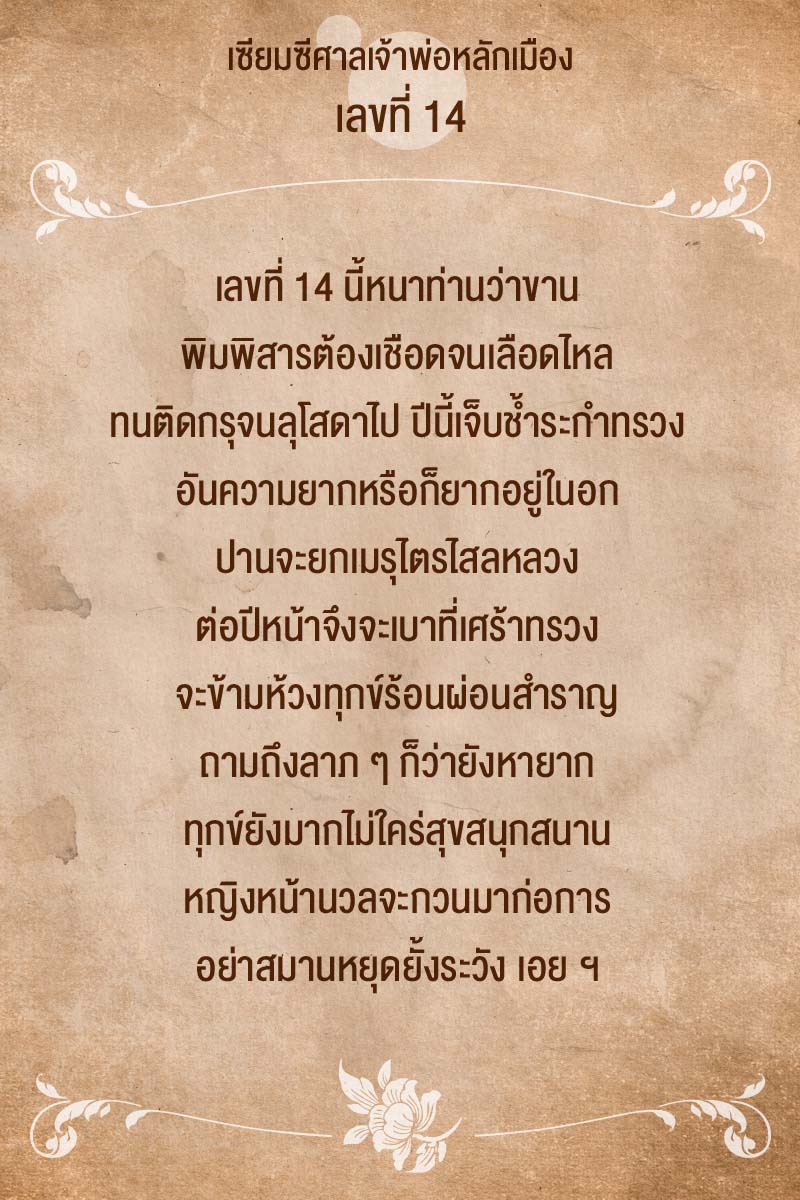 เซียมซีศาลเจ้าพ่อหลักเมือง
เลขที่ 14
เลขที่ 14 นี้หนาท่านว่าขาน
พิมพิสารต้องเชือดจนเลือดไหล
ทนติดกรุจนลุโสดาไป ปีนี้เจ็บช้ำระกำทรวง
อันความยากหรือก็ยากอยู่ในอก
ปานจะยกเมรุไตรไสลหลวง
ต่อปีหน้าจึงจะเบาที่เศร้าทรวง
จะข้ามห้วงทุกข์ร้อนผ่อนสำราญ
ถามถึงลาภ ๆ ก็ว่ายังหายาก
ทุกข์ยังมากไม่ใคร่สุขสนุกสนาน
หญิงหน้านวลจะกวนมาก่อการ
อย่าสมานหยุดยั้งระวัง เอย ฯ